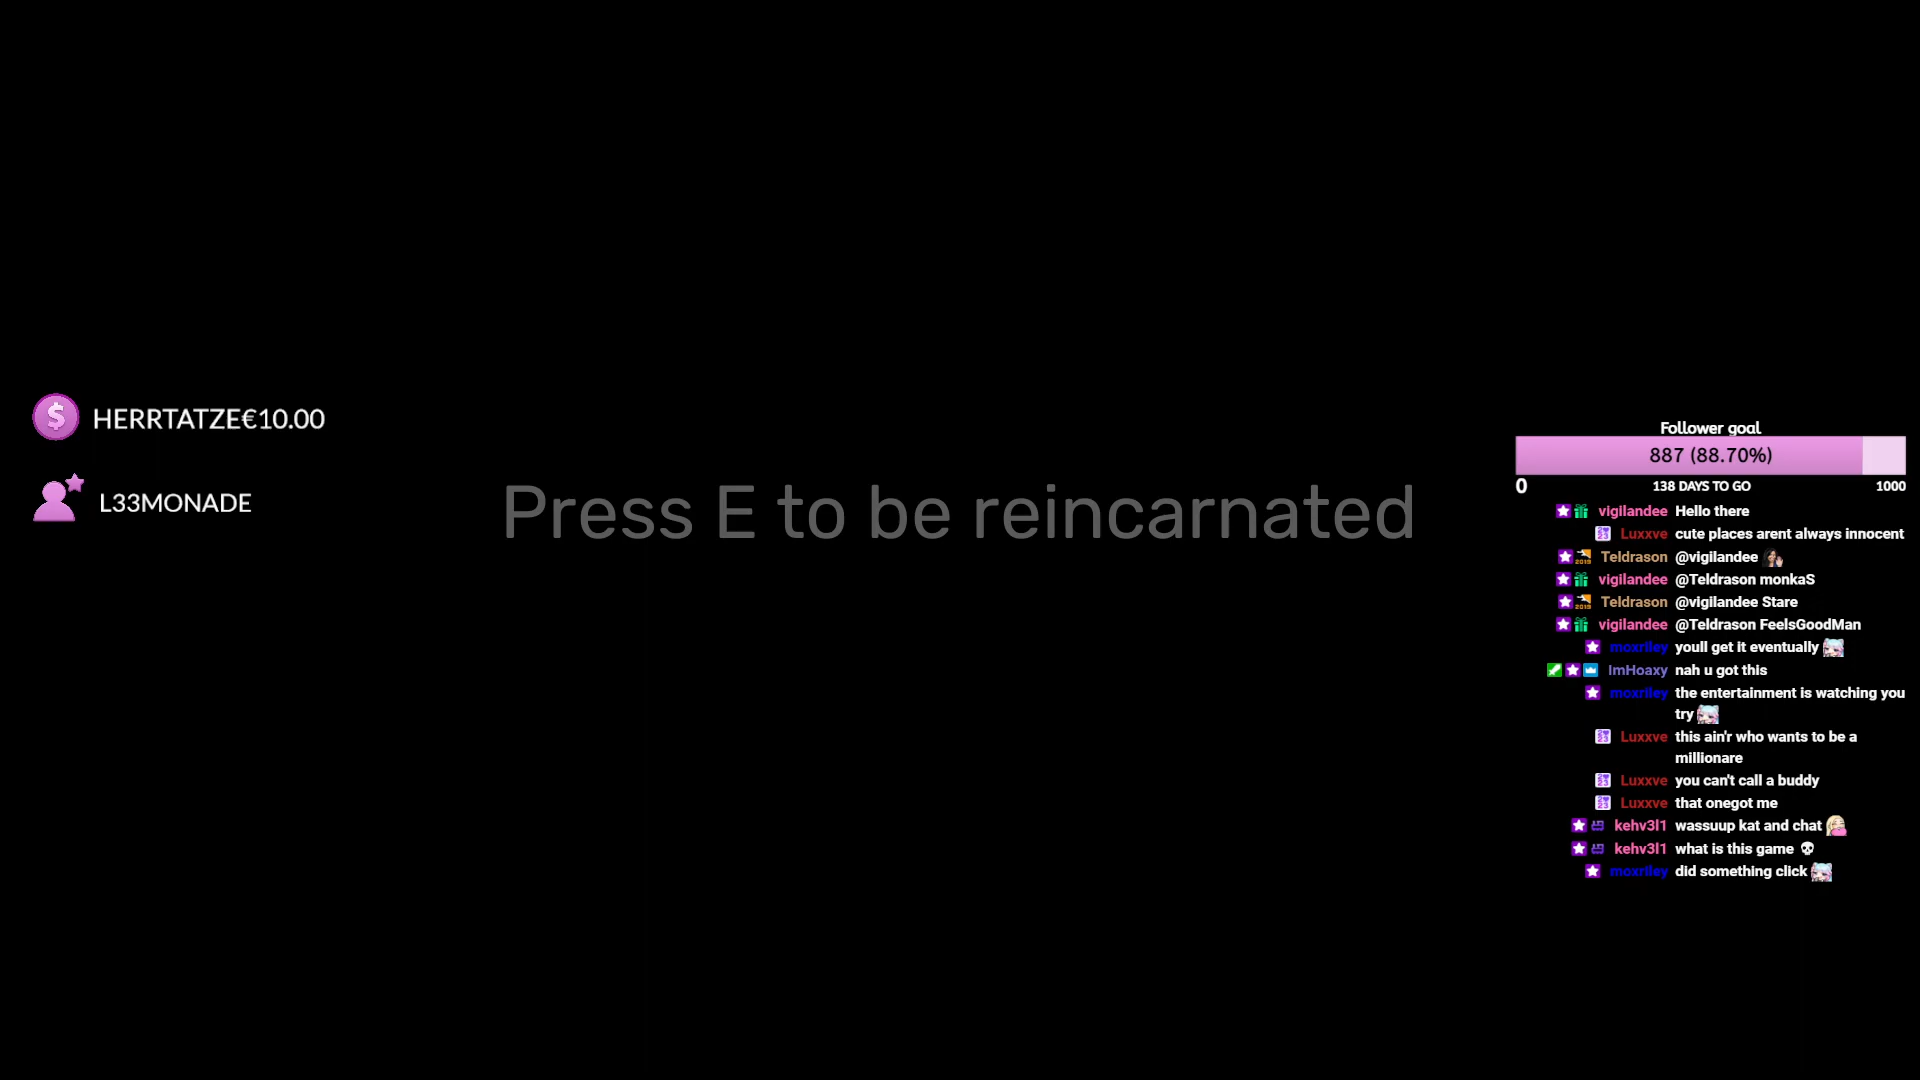 HERRTATZE€10.00
L33MONADE
Press E to be reincarnated
Follower goal
887 (88.70%)
0 138 DAYS TO GO 1000
vigilandee Hello there
Luxxve cute places arent always innocent
Teldrason @vigilandee
vigilandee @Teldrason monkaS
Teldrason @vigilandee Stare
vigilandee @Teldrason FeelsGoodMan
moxriley youll get it eventually
ImHoaxy nah u got this
moxriley the entertainment is watching you
try
Luxxve this ain'r who wants to be a
millionare
Luxxve you can't call a buddy
Luxxve that onegot me
kehv3l1 wassuup kat and chat
kehv3l1 what is this game 💀
moxriley did something click